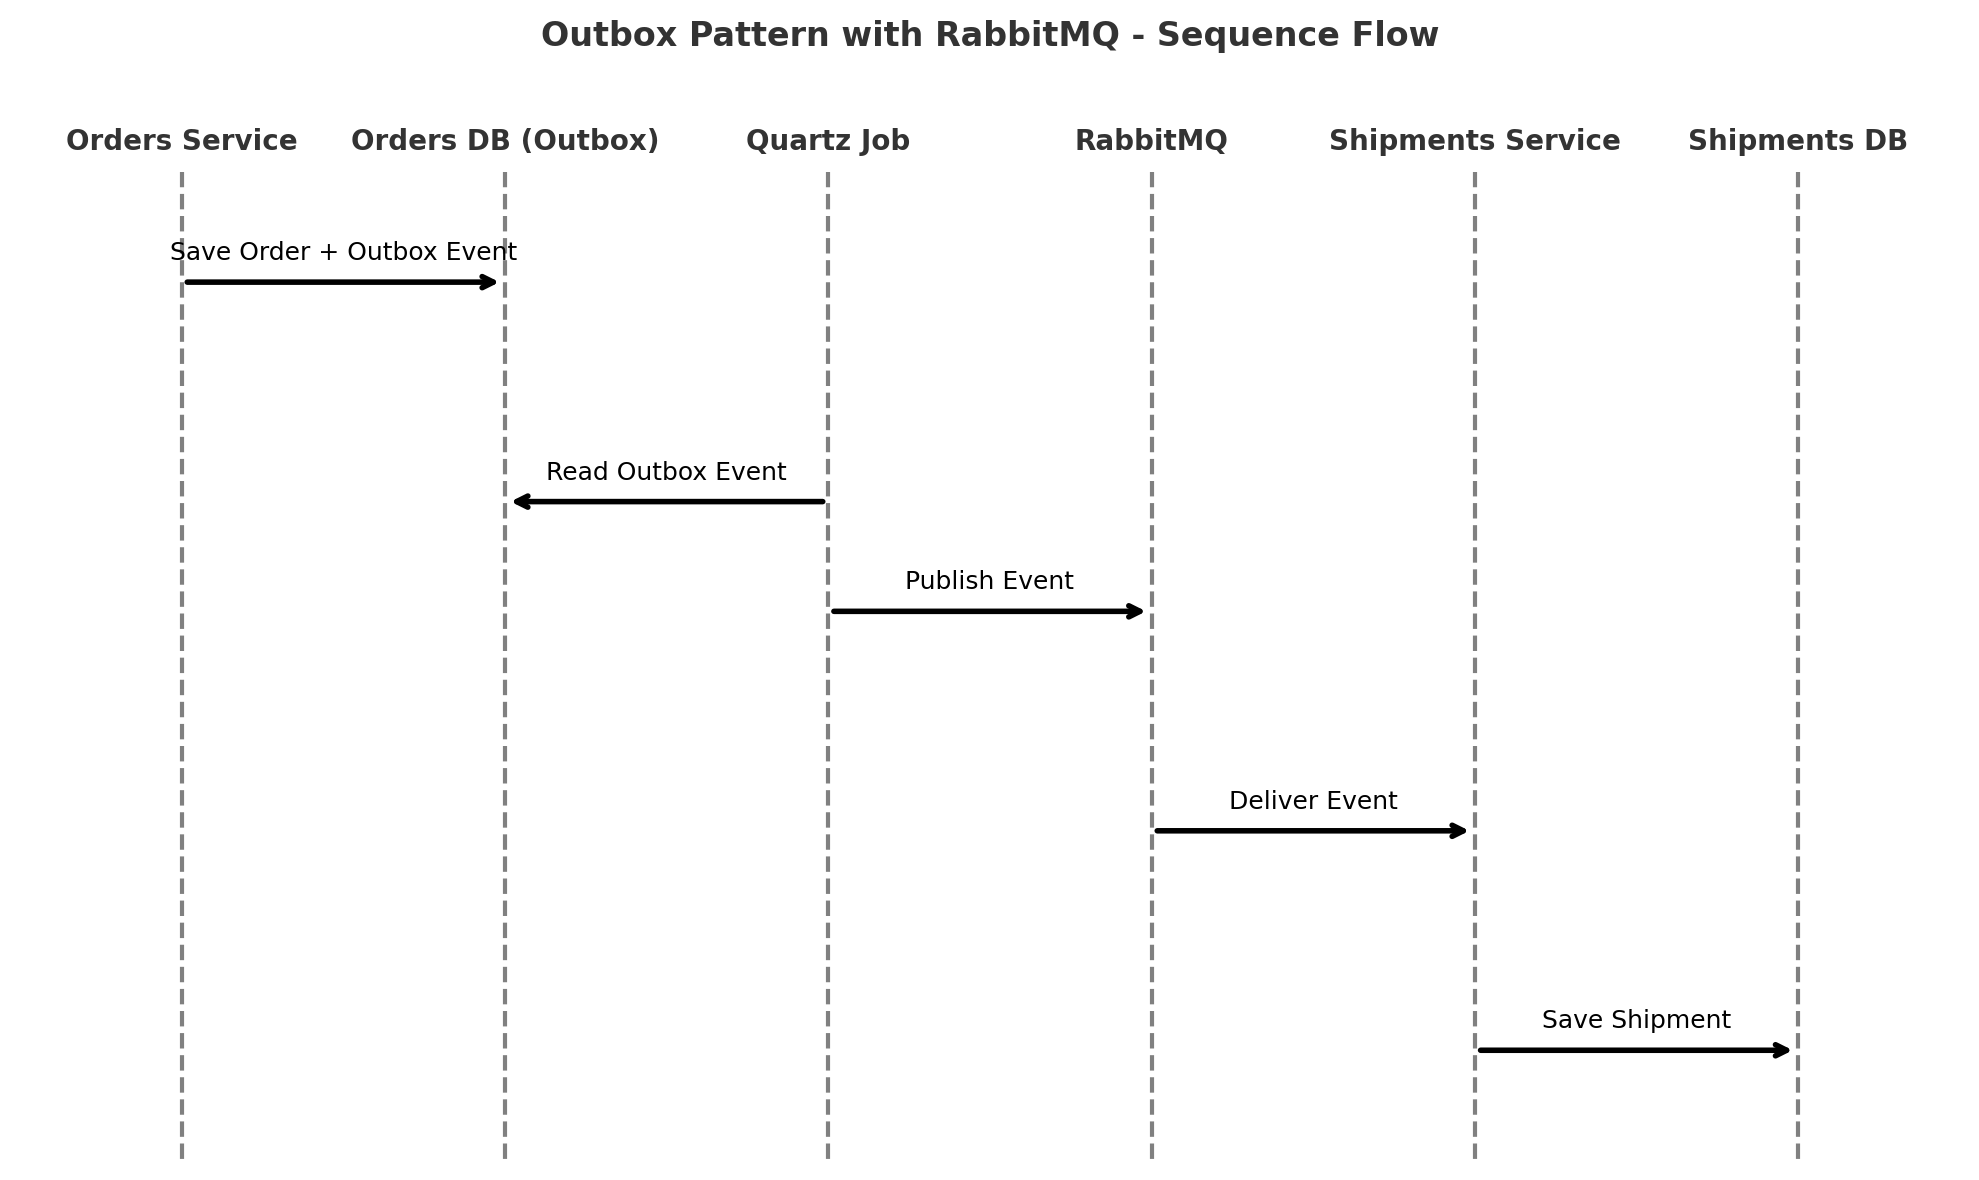 Outbox Pattern with RabbitMQ - Sequence Flow
Orders Service
Orders DB (Outbox)
Quartz Job
RabbitMQ
Shipments Service
Shipments DB
Save Order + Outbox Event
Read Outbox Event
Publish Event
Deliver Event
Save Shipment